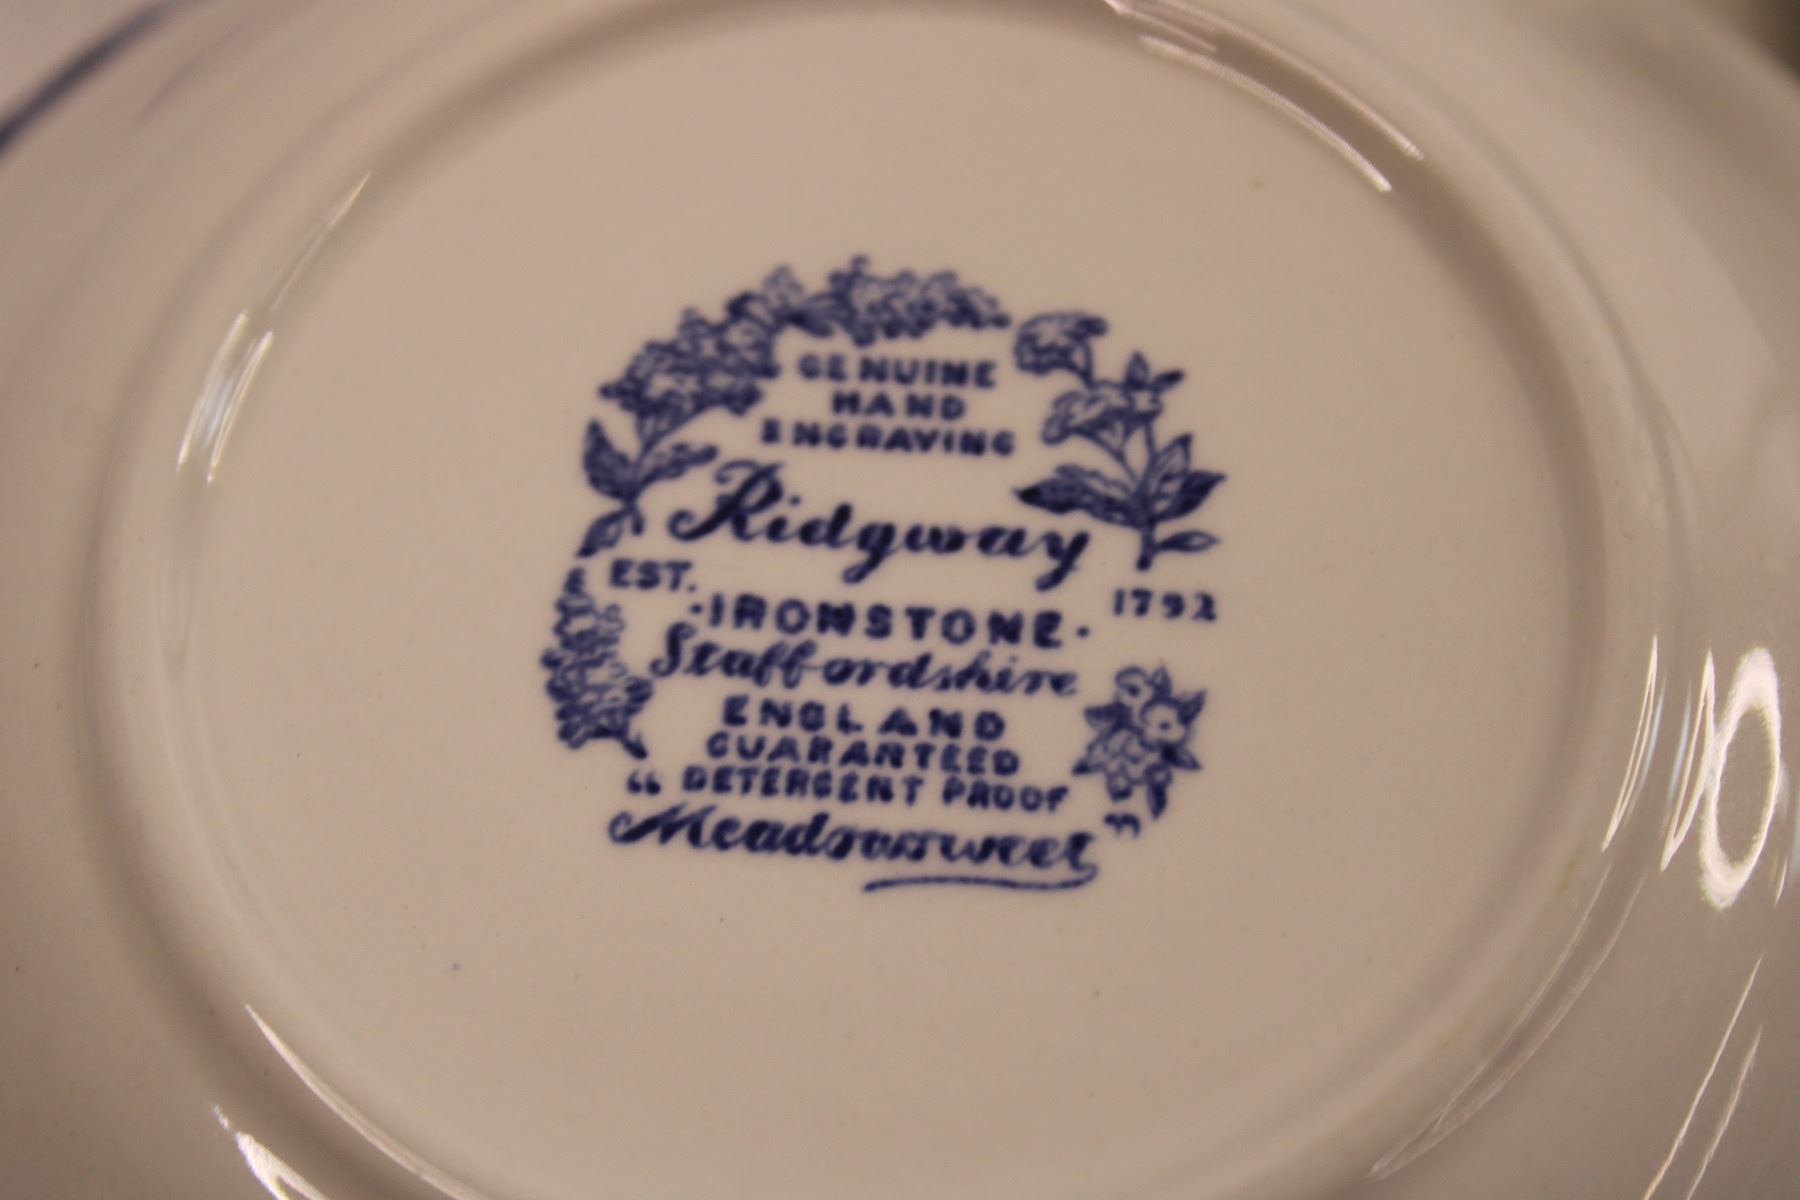 GENUINE
HAND
ENGRAVING
Ridgway
EST. 1792
·IRONSTONE·
Staffordshire
ENGLAND
GUARANTEED
DETERGENT PROOF
"Meadowsweet"